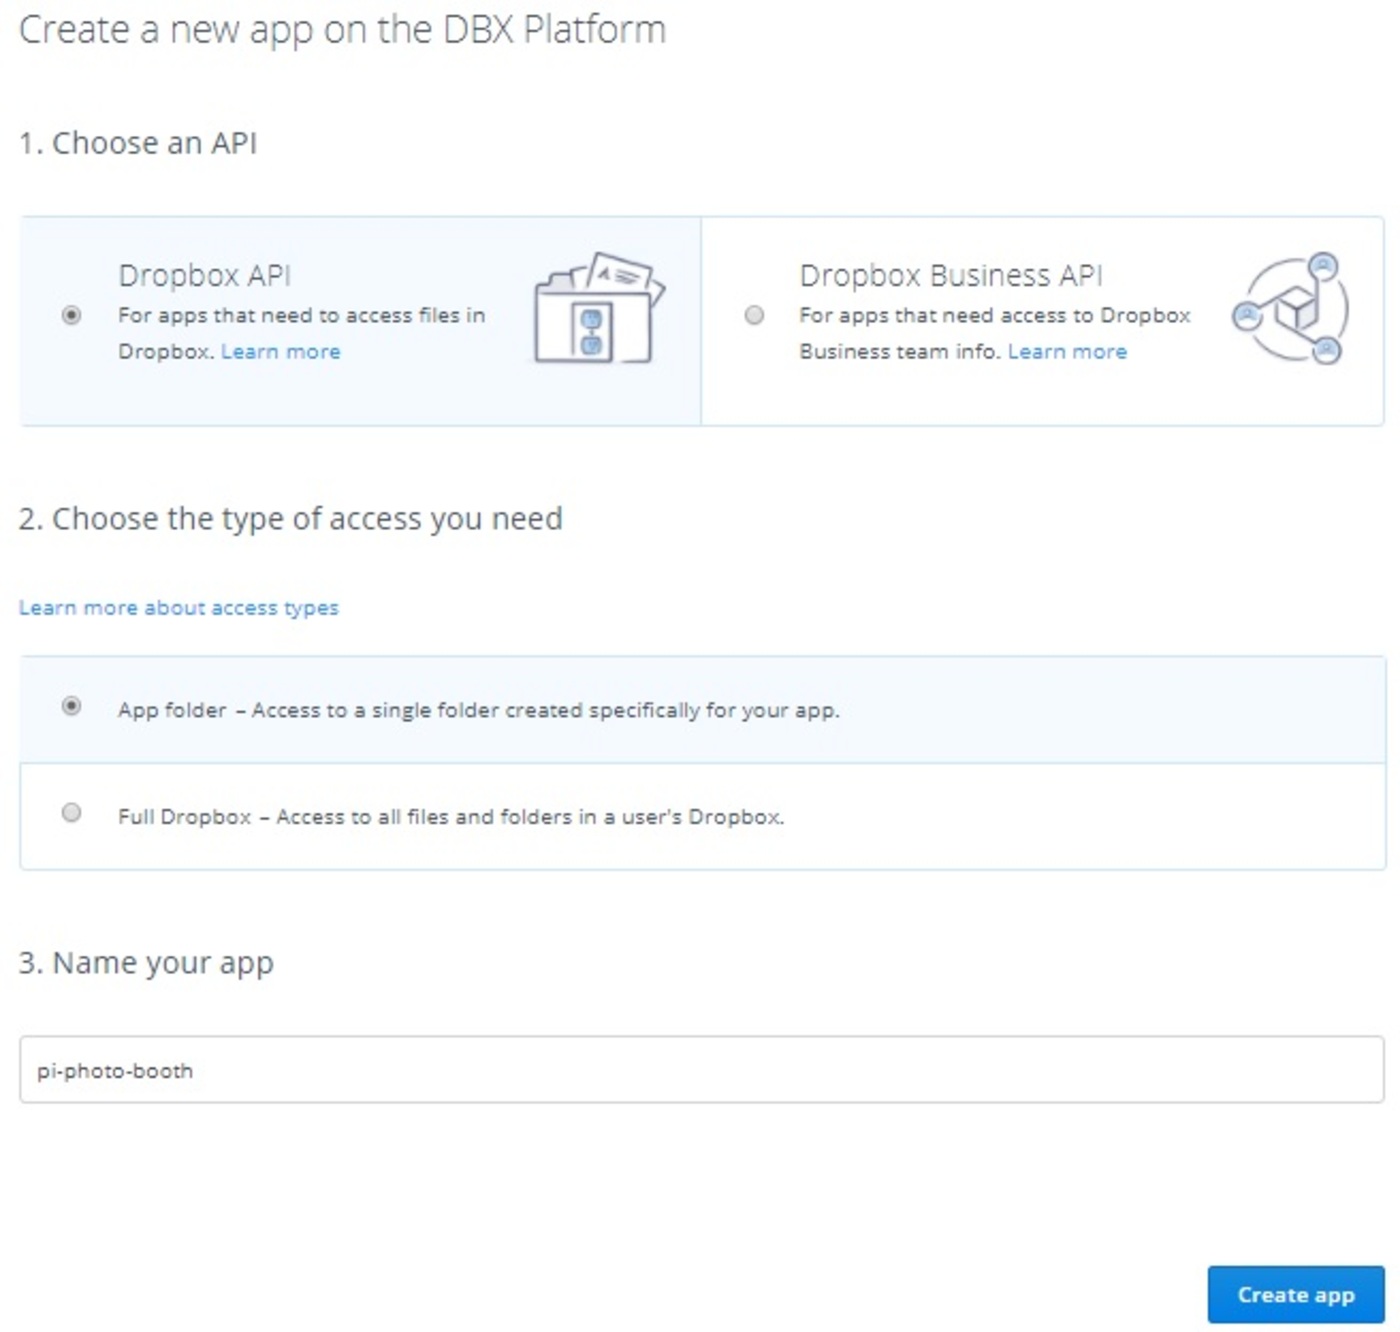 Create a new app on the DBX Platform
1. Choose an API
Dropbox API
For apps that need to access files in
Dropbox. Learn more
Dropbox Business API
For apps that need access to Dropbox
Business team info. Learn more
2. Choose the type of access you need
Learn more about access types
App folder – Access to a single folder created specifically for your app.
Full Dropbox – Access to all files and folders in a user's Dropbox.
3. Name your app
pi-photo-booth
Create app